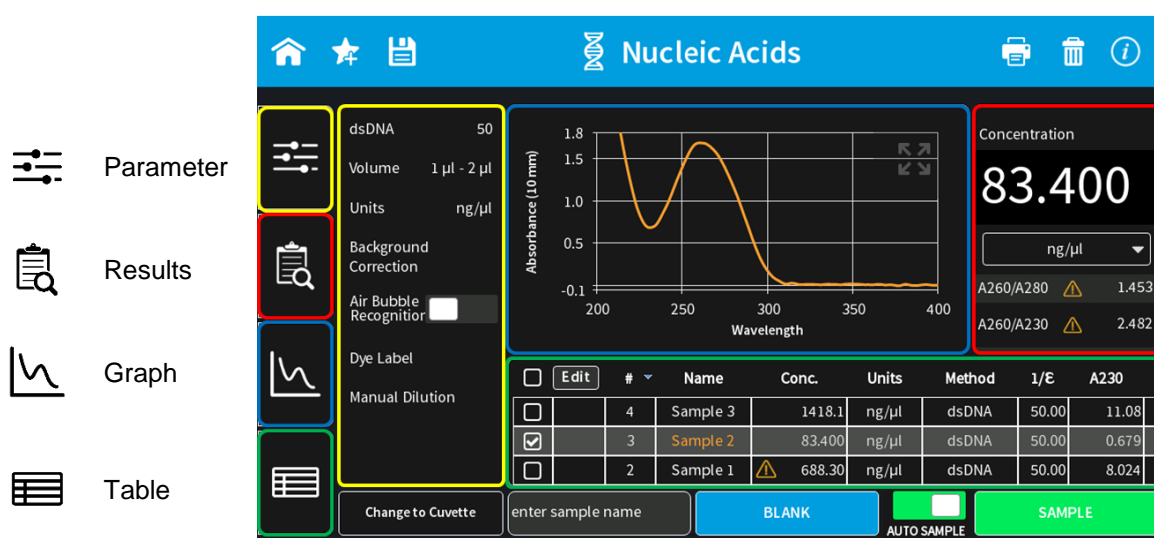 Nucleic Acids
Parameter
Results
Graph
Table
dsDNA 50
Volume 1 µl - 2 µl
Units ng/µl
Background
Correction
Air Bubble
Recognition
Dye Label
Manual Dilution
Absorbance (10 mm)
1.8
1.5
1.0
0.5
-0.1
200 250 300 350 400
Wavelength
Concentration
83.400
ng/µl
A260/A280 1.453
A260/A230 2.482
Edit # Name Conc. Units Method 1/Ɛ A230
4 Sample 3 1418.1 ng/µl dsDNA 50.00 11.08
3 Sample 2 83.400 ng/µl dsDNA 50.00 0.679
2 Sample 1 688.30 ng/µl dsDNA 50.00 8.024
Change to Cuvette
enter sample name
BLANK
AUTO SAMPLE
SAMPLE